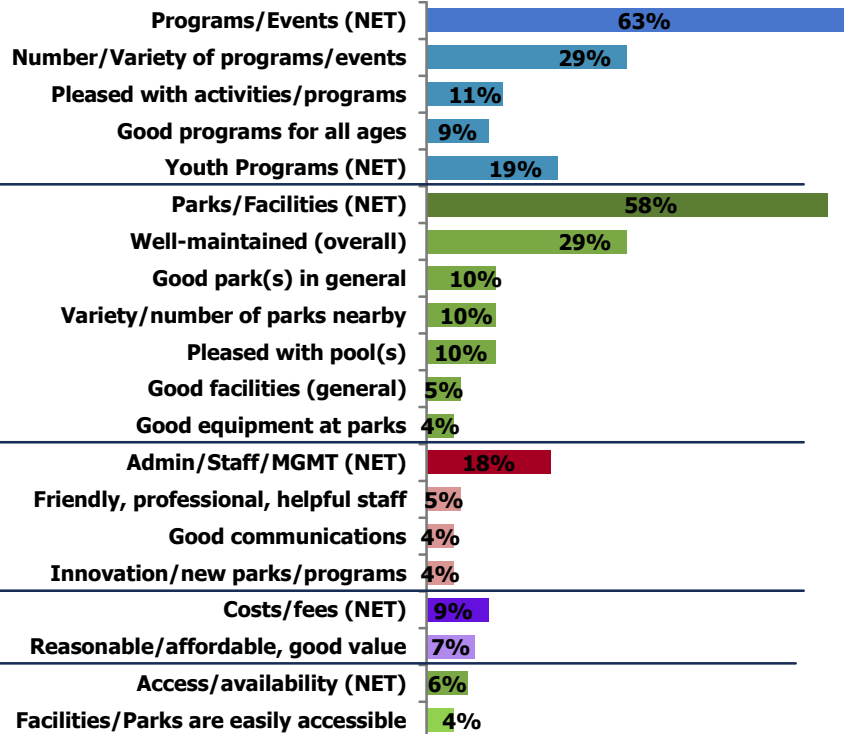 Programs/Events (NET) 63%
Number/Variety of programs/events 29%
Pleased with activities/programs 11%
Good programs for all ages 9%
Youth Programs (NET) 19%
Parks/Facilities (NET) 58%
Well-maintained (overall) 29%
Good park(s) in general 10%
Variety/number of parks nearby 10%
Pleased with pool(s) 10%
Good facilities (general) 5%
Good equipment at parks 4%
Admin/Staff/MGMT (NET) 18%
Friendly, professional, helpful staff 5%
Good communications 4%
Innovation/new parks/programs 4%
Costs/fees (NET) 9%
Reasonable/affordable, good value 7%
Access/availability (NET) 6%
Facilities/Parks are easily accessible 4%